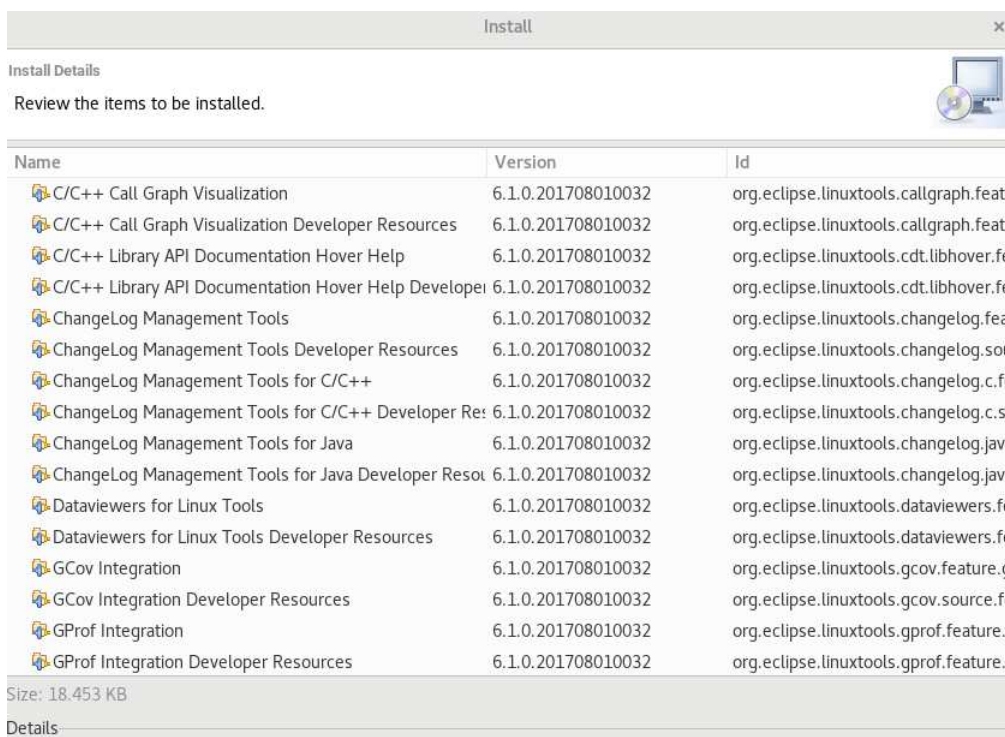 Install ×
Install Details
Review the items to be installed.
Name Version Id
C/C++ Call Graph Visualization 6.1.0.201708010032 org.eclipse.linuxtools.callgraph.feat
C/C++ Call Graph Visualization Developer Resources 6.1.0.201708010032 org.eclipse.linuxtools.callgraph.feat
C/C++ Library API Documentation Hover Help 6.1.0.201708010032 org.eclipse.linuxtools.cdt.libhover.fe
C/C++ Library API Documentation Hover Help Developer 6.1.0.201708010032 org.eclipse.linuxtools.cdt.libhover.fe
ChangeLog Management Tools 6.1.0.201708010032 org.eclipse.linuxtools.changelog.fea
ChangeLog Management Tools Developer Resources 6.1.0.201708010032 org.eclipse.linuxtools.changelog.sou
ChangeLog Management Tools for C/C++ 6.1.0.201708010032 org.eclipse.linuxtools.changelog.c.f
ChangeLog Management Tools for C/C++ Developer Res 6.1.0.201708010032 org.eclipse.linuxtools.changelog.c.s
ChangeLog Management Tools for Java 6.1.0.201708010032 org.eclipse.linuxtools.changelog.jav
ChangeLog Management Tools for Java Developer Resou 6.1.0.201708010032 org.eclipse.linuxtools.changelog.jav
Dataviewers for Linux Tools 6.1.0.201708010032 org.eclipse.linuxtools.dataviewers.fe
Dataviewers for Linux Tools Developer Resources 6.1.0.201708010032 org.eclipse.linuxtools.dataviewers.fe
GCov Integration 6.1.0.201708010032 org.eclipse.linuxtools.gcov.feature.g
GCov Integration Developer Resources 6.1.0.201708010032 org.eclipse.linuxtools.gcov.source.f
GProf Integration 6.1.0.201708010032 org.eclipse.linuxtools.gprof.feature.
GProf Integration Developer Resources 6.1.0.201708010032 org.eclipse.linuxtools.gprof.feature.
Size: 18.453 KB
Details